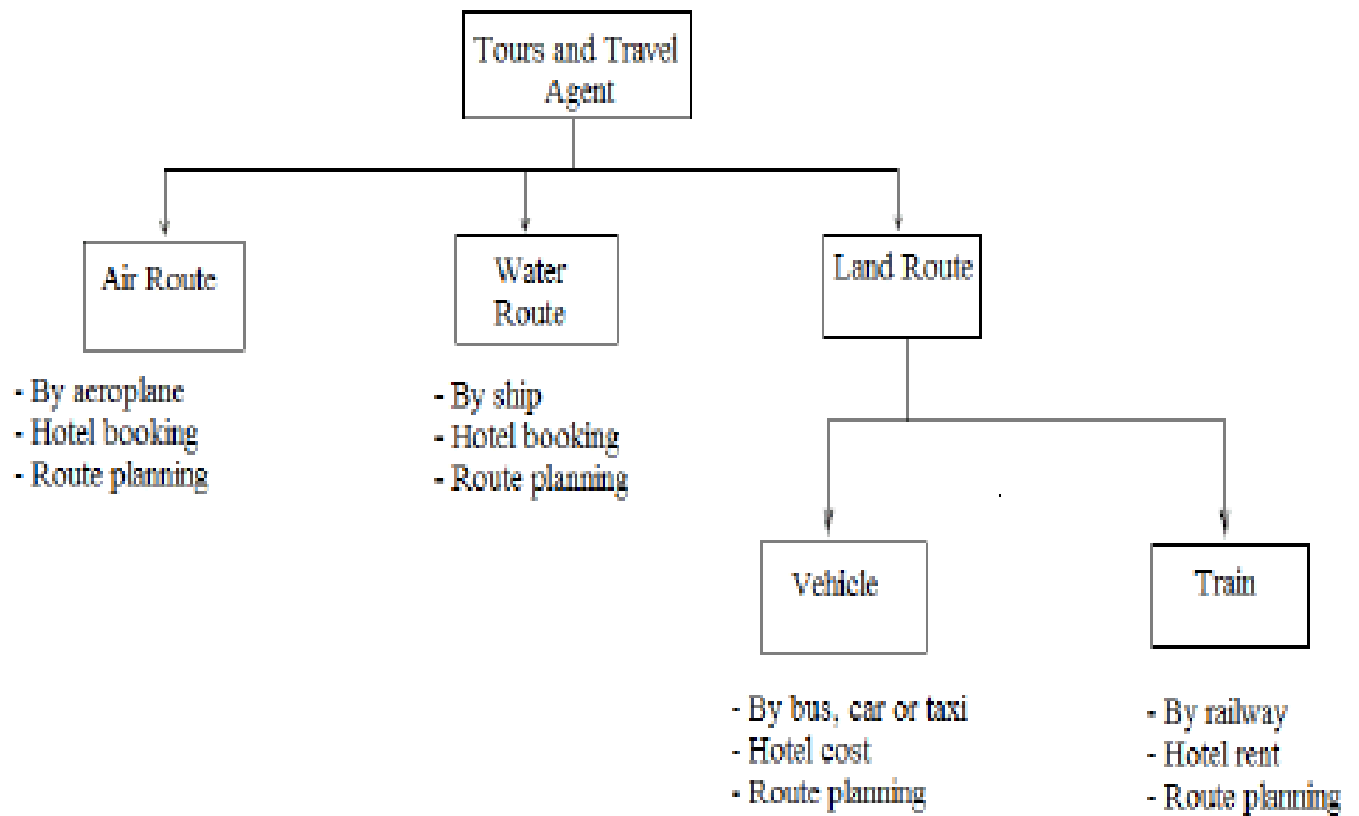 Tours and Travel
Agent
Air Route
Water
Route
Land Route
- By aeroplane
- Hotel booking
- Route planning
- By ship
- Hotel booking
- Route planning
Vehicle
Train
- By bus, car or taxi
- Hotel cost
- Route planning
- By railway
- Hotel rent
- Route planning